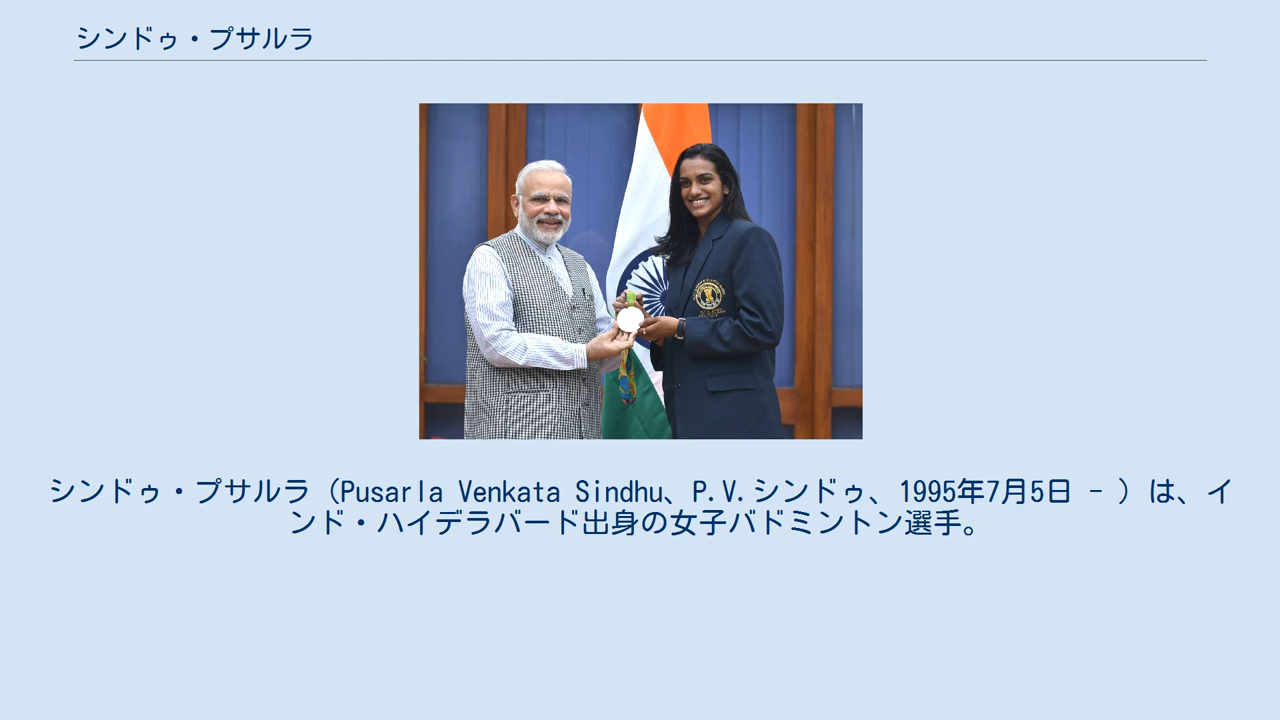 シンドゥ・プサルラ
シンドゥ・プサルラ（Pusarla Venkata Sindhu、P.V.シンドゥ、1995年7月5日 - ）は、イ
ンド・ハイデラバード出身の女子バドミントン選手。